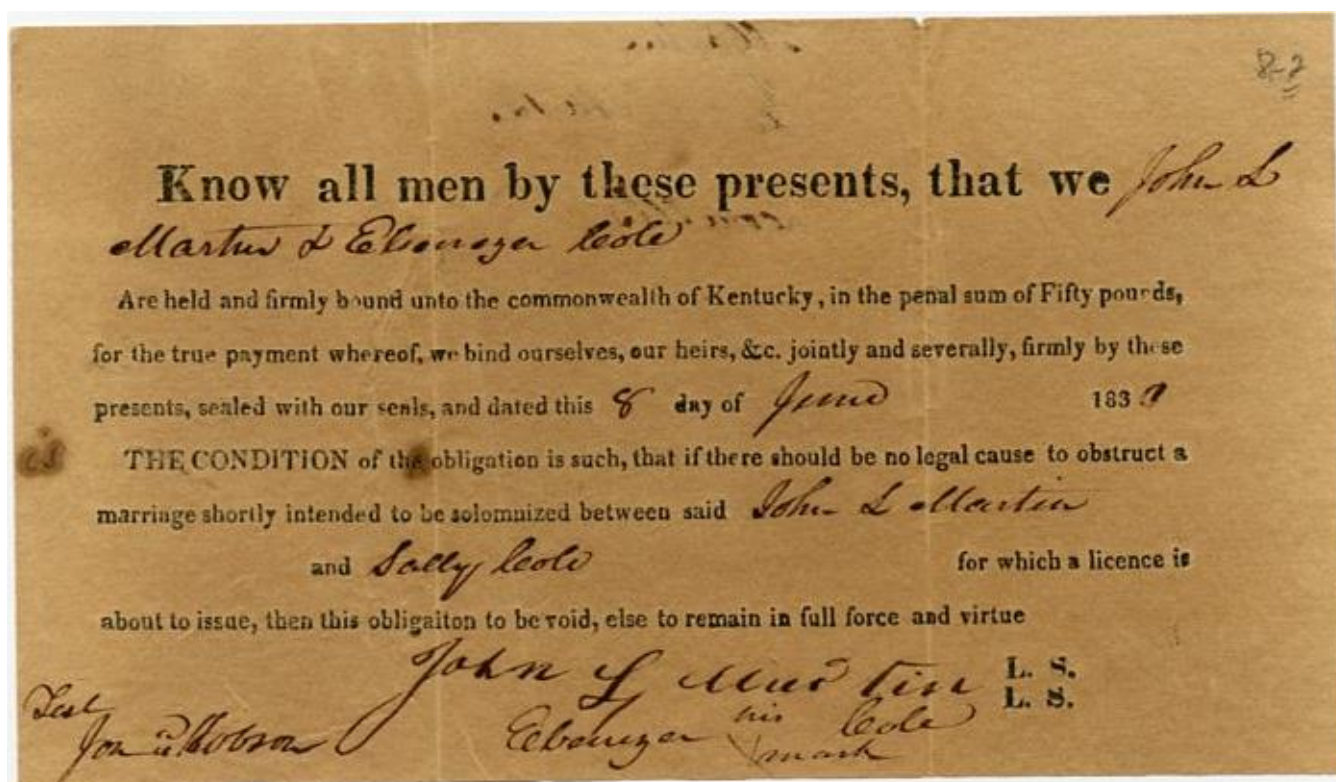 8-2
Know all men by these presents, that we John L
Martin & Ebenezer Cole
Are held and firmly bound unto the commonwealth of Kentucky, in the penal sum of Fifty pounds,
for the true payment whereof, we bind ourselves, our heirs, &c. jointly and severally, firmly by these
presents, sealed with our seals, and dated this 8 day of June 183
THE CONDITION of the obligation is such, that if there should be no legal cause to obstruct a
marriage shortly intended to be solomnized between said John L Martin
and Sally Cole for which a licence is
about to issue, then this obligaiton to be void, else to remain in full force and virtue
John L Martin L. S.
L. S.
Test
Hobson
Ebenezer his Cole
mark